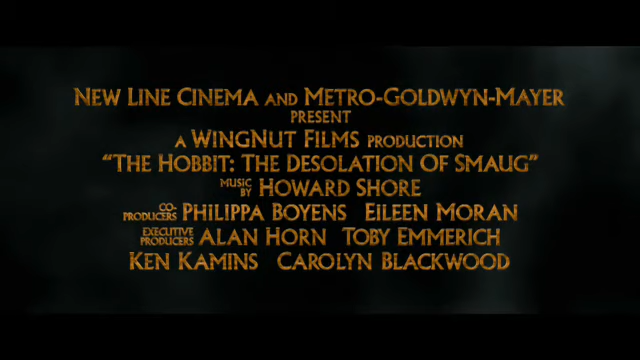 NEW LINE CINEMA AND METRO-GOLDWYN-MAYER
PRESENT
A WINGNUT FILMS PRODUCTION
"THE HOBBIT: THE DESOLATION OF SMAUG"
MUSIC BY HOWARD SHORE
CO-PRODUCERS PHILIPPA BOYENS EILEEN MORAN
EXECUTIVE PRODUCERS ALAN HORN TOBY EMMERICH
KEN KAMINS CAROLYN BLACKWOOD